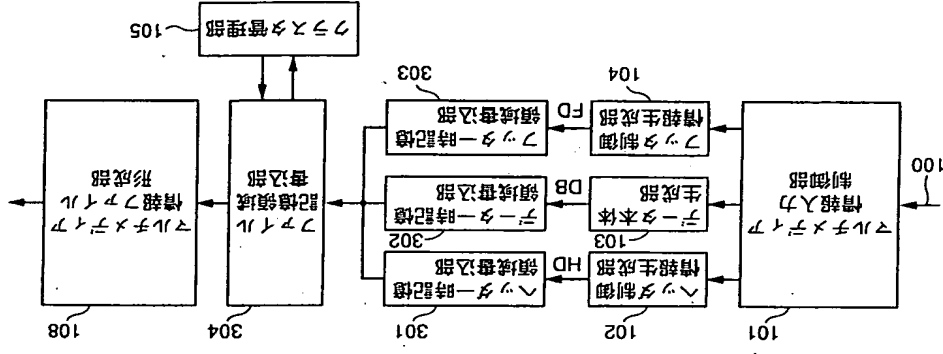 101
102
301
304
108
100
マルチメディア
情報入力
制御部
ヘッダ制御
情報生成部
HD
ヘッダ一時記憶
領域書込部
103
データ本体
生成部
DB
302
データ一時記憶
領域書込部
フッタ制御
情報生成部
104
FD
フッタ一時記憶
領域書込部
303
ファイル
記憶領域
書込部
マルチメディア
情報ファイル
形成部
105
クラスタ管理部